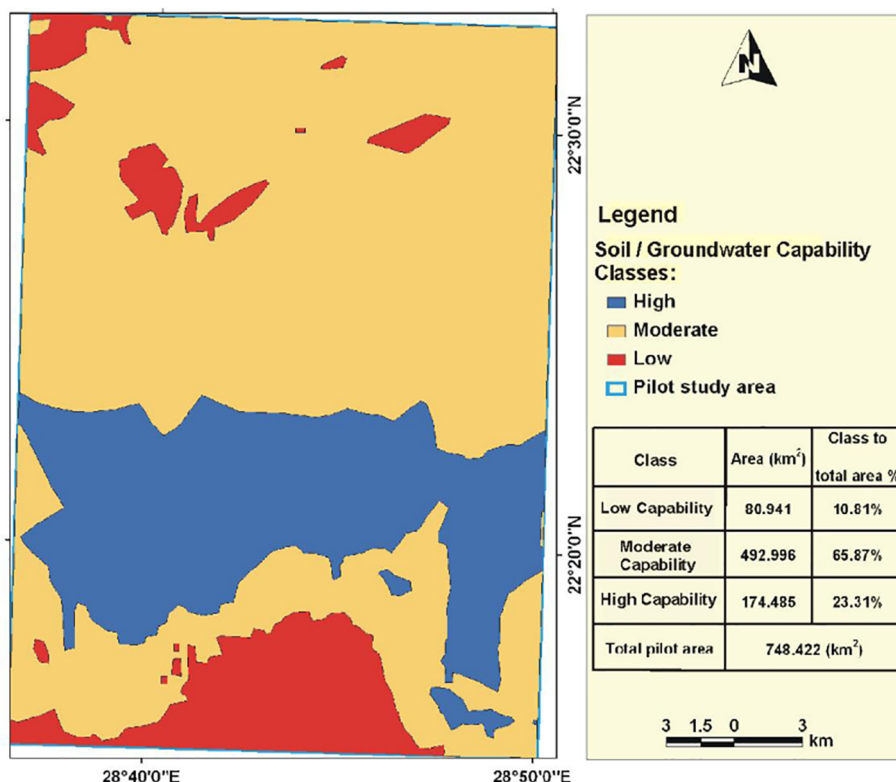 22°30'0"N
22°20'0"N
28°40'0"E
28°50'0"E
N
Legend
Soil / Groundwater Capability
Classes:
High
Moderate
Low
Pilot study area
Class Area (km²) Class to
total area %
Low Capability 80.941 10.81%
Moderate
Capability 492.996 65.87%
High Capability 174.485 23.31%
Total pilot area 748.422 (km²)
3 1.5 0 3
km